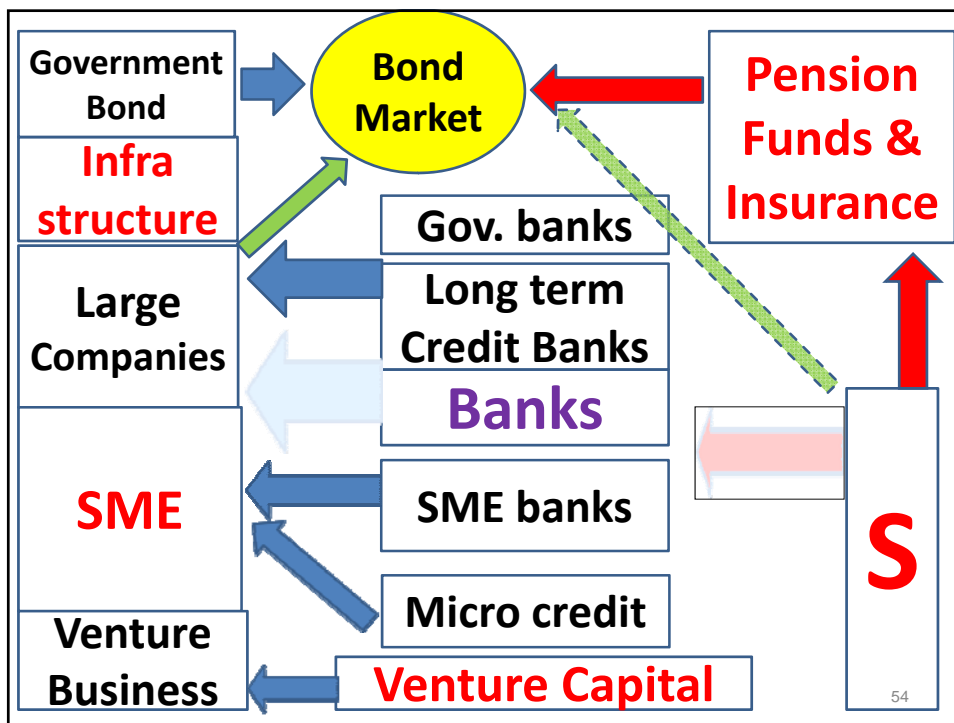 Government
Bond
Infra
structure
Large
Companies
SME
Venture
Business
Bond
Market
Gov. banks
Long term
Credit Banks
Banks
SME banks
Micro credit
Venture Capital
Pension
Funds &
Insurance
S
54